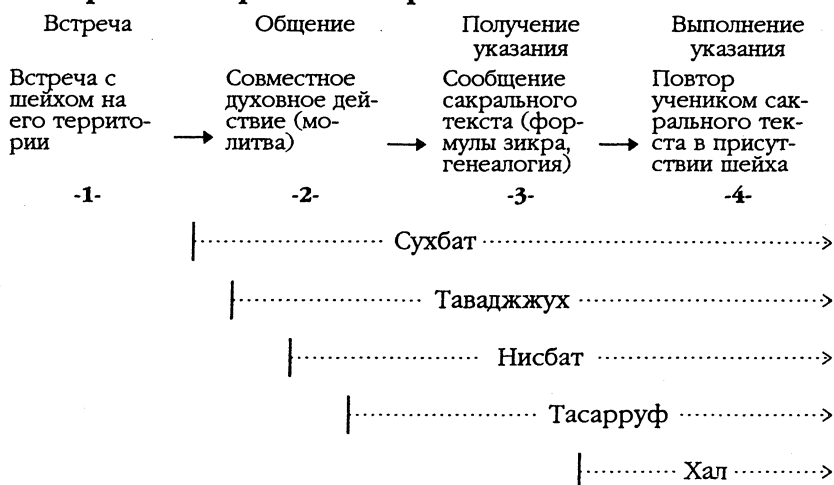 Встреча
Общение
Получение
указания
Выполнение
указания
Встреча с
шейхом на
его террито-
рии
Совместное
духовное дей-
ствие (мо-
литва)
Сообщение
сакрального
текста (фор-
мулы зикра,
генеалогия)
Повтор
учеником сак-
рального тек-
ста в присут-
ствии шейха
-1-
-2-
-3-
-4-
Сухбат
Таваджжух
Нисбат
Тасарруф
Хал